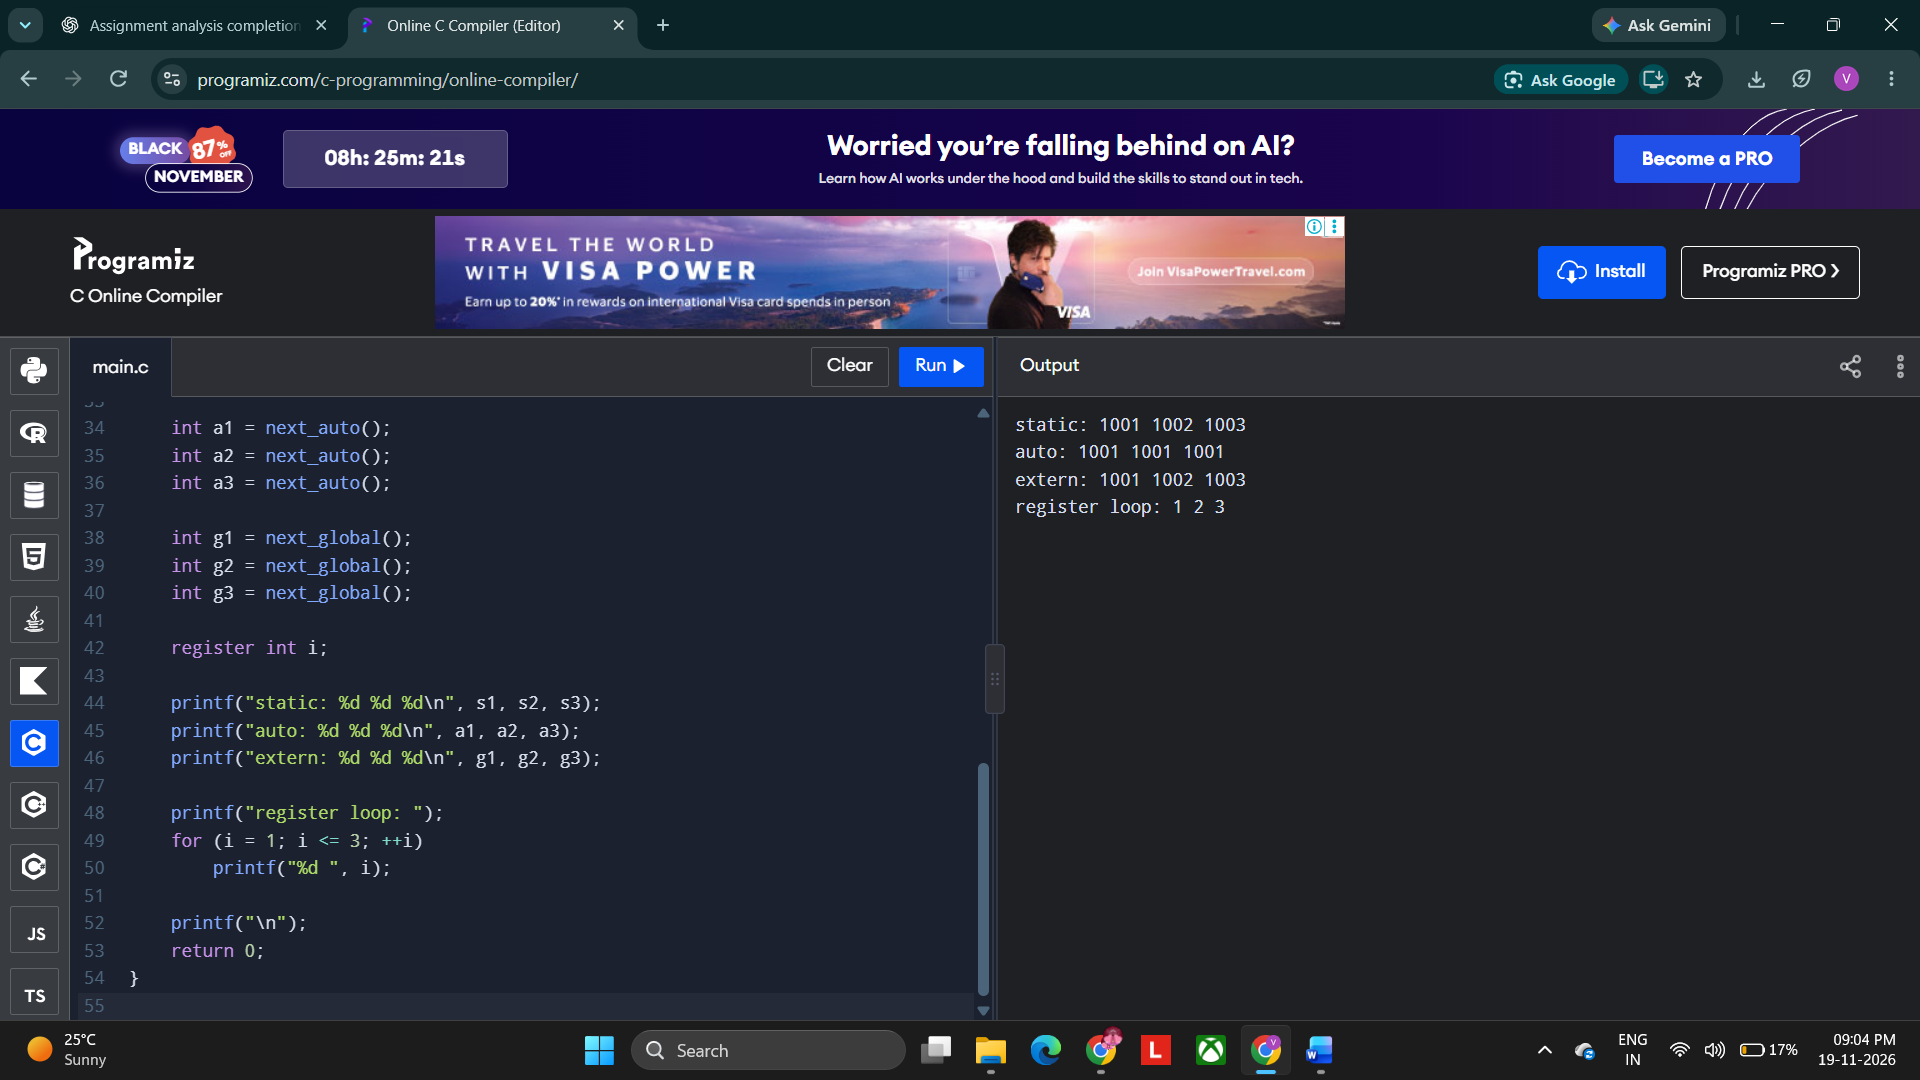 Assignment analysis completion
Online C Compiler (Editor)
Ask Gemini
programiz.com/c-programming/online-compiler/
Ask Google
V
BLACK 87% OFF
NOVEMBER
08h: 25m: 21s
Worried you're falling behind on AI?
Learn how AI works under the hood and build the skills to stand out in tech.
Become a PRO
Programiz
C Online Compiler
TRAVEL THE WORLD
WITH VISA POWER
Earn up to 20%* in rewards on international Visa card spends in person
Join VisaPowerTravel.com
VISA
Install
Programiz PRO
main.c
Clear
Run
Output
33
34 int a1 = next_auto();
35 int a2 = next_auto();
36 int a3 = next_auto();
37
38 int g1 = next_global();
39 int g2 = next_global();
40 int g3 = next_global();
41
42 register int i;
43
44 printf("static: %d %d %d\n", s1, s2, s3);
45 printf("auto: %d %d %d\n", a1, a2, a3);
46 printf("extern: %d %d %d\n", g1, g2, g3);
47
48 printf("register loop: ");
49 for (i = 1; i <= 3; ++i)
50 printf("%d ", i);
51
52 printf("\n");
53 return 0;
54 }
55
static: 1001 1002 1003
auto: 1001 1001 1001
extern: 1001 1002 1003
register loop: 1 2 3
JS
TS
25°C
Sunny
Search
L
W
ENG
IN
17%
09:04 PM
19-11-2026